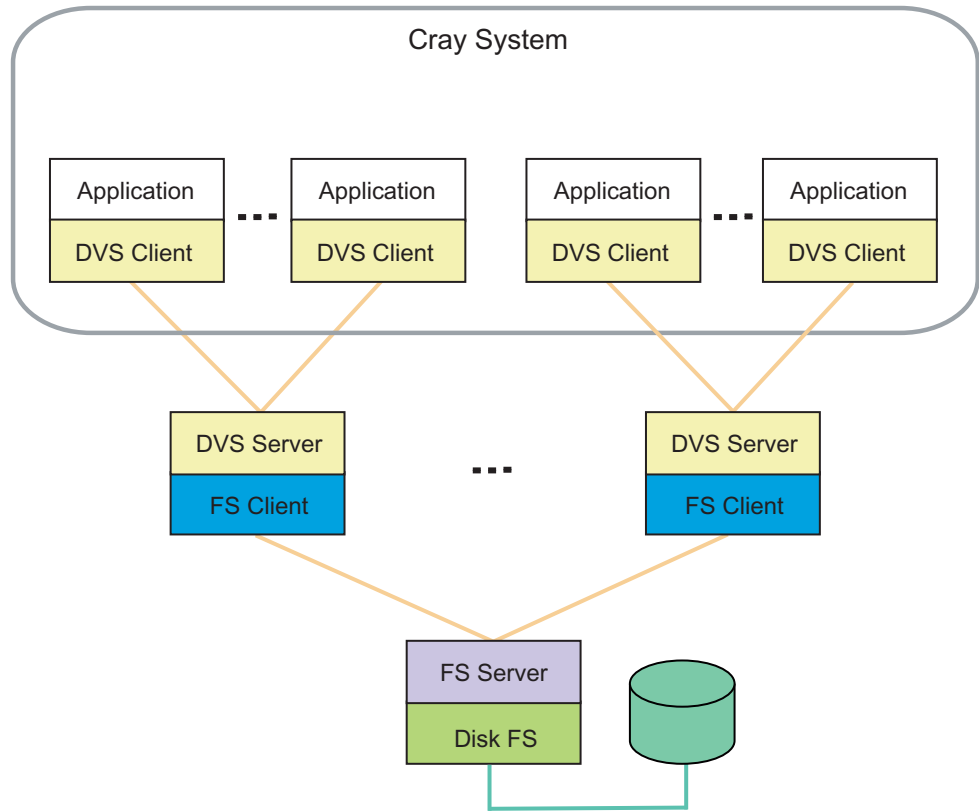 Cray System
Application
Application
Application
Application
DVS Client
DVS Client
DVS Client
DVS Client
DVS Server
DVS Server
FS Client
FS Client
FS Server
Disk FS